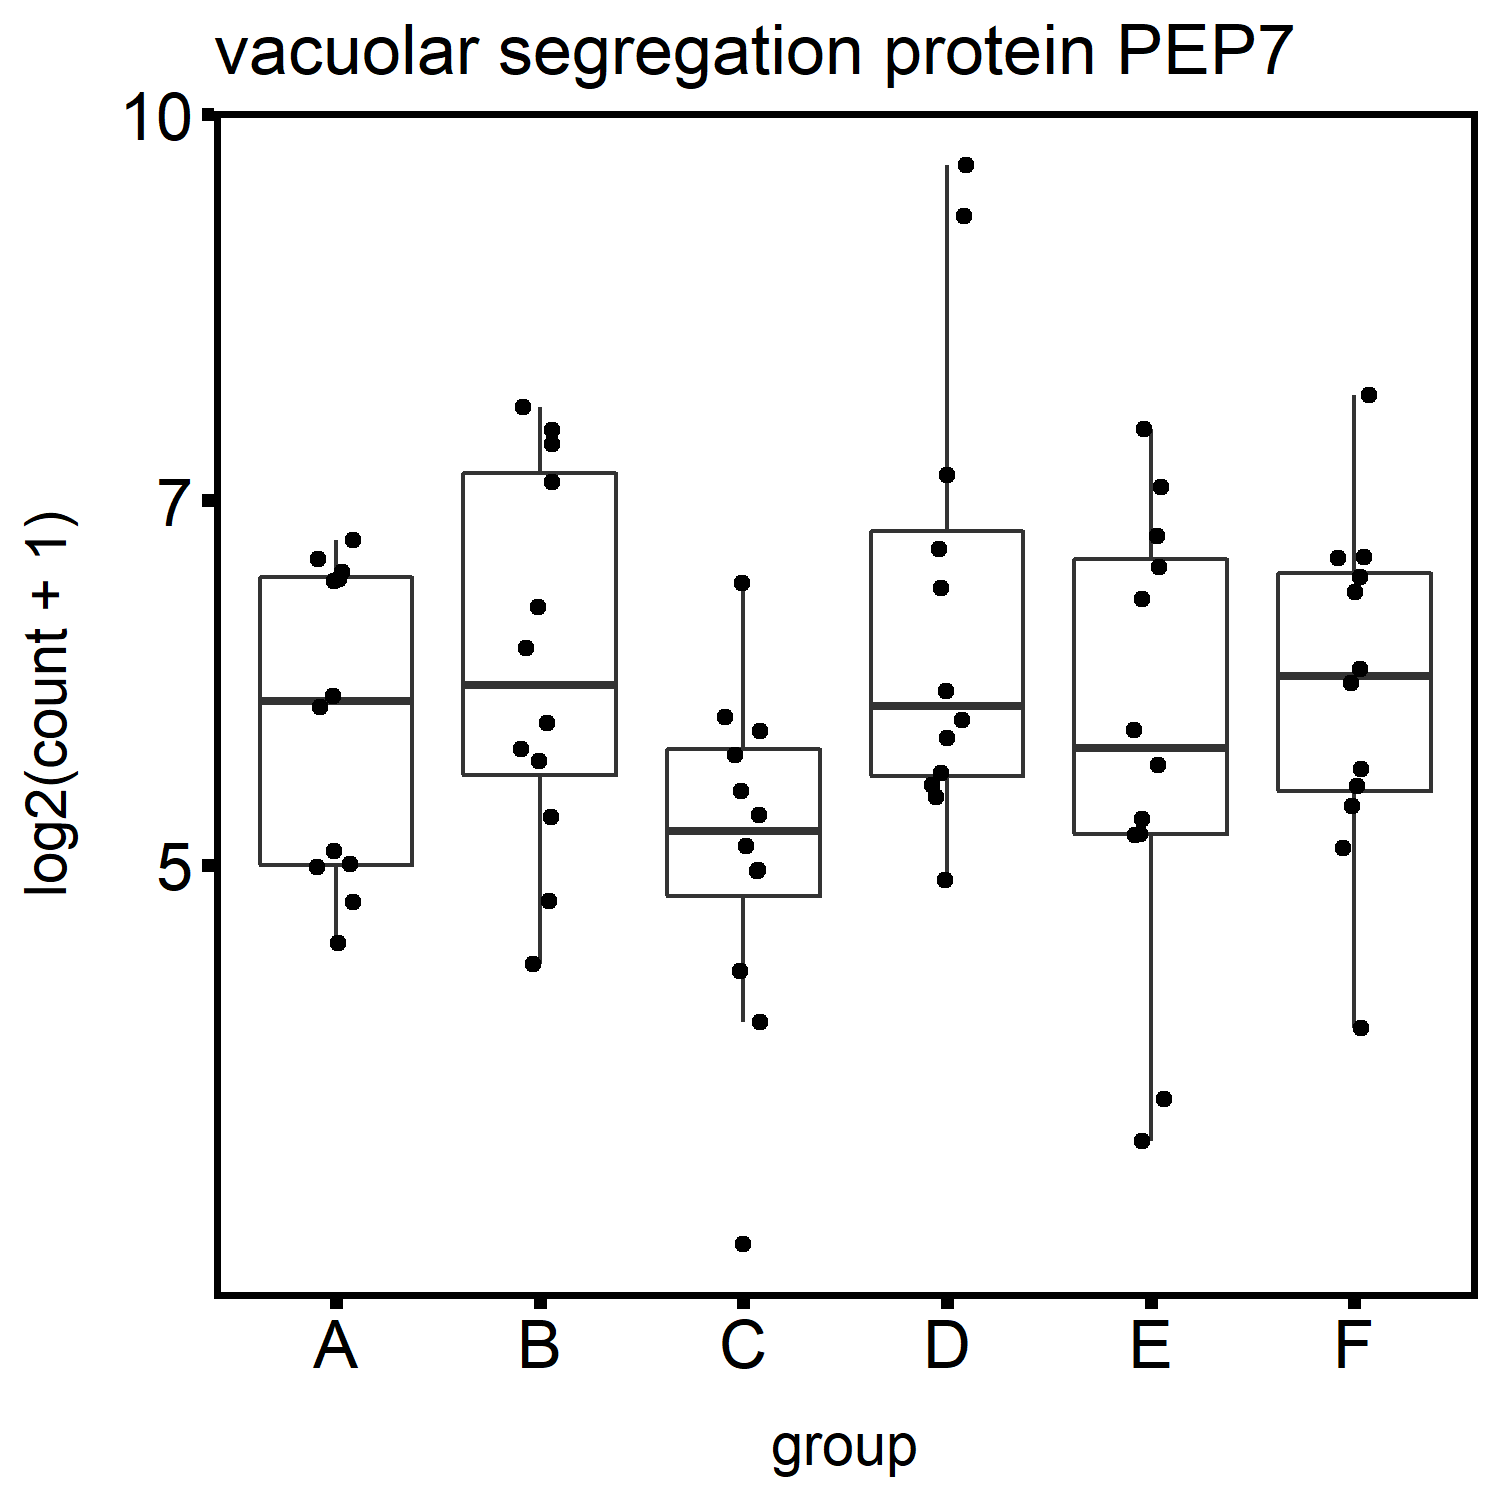 vacuolar segregation protein PEP7
10
7
5
log2(count + 1)
A B C D E F
group